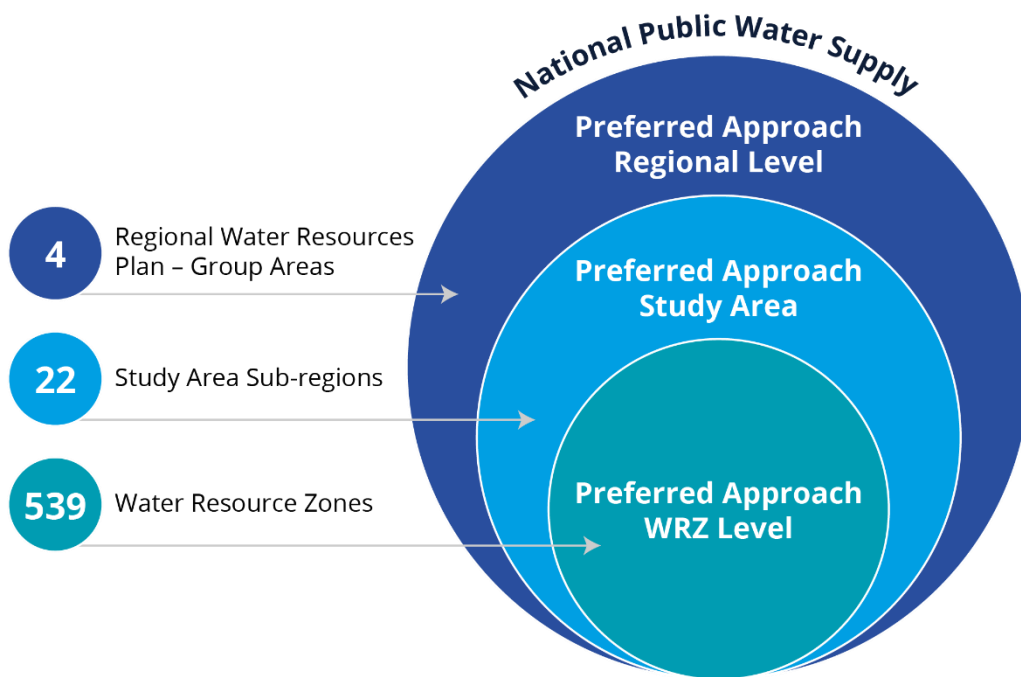 National Public Water Supply
Preferred Approach
Regional Level
4
Regional Water Resources
Plan – Group Areas
Preferred Approach
Study Area
22
Study Area Sub-regions
539
Water Resource Zones
Preferred Approach
WRZ Level